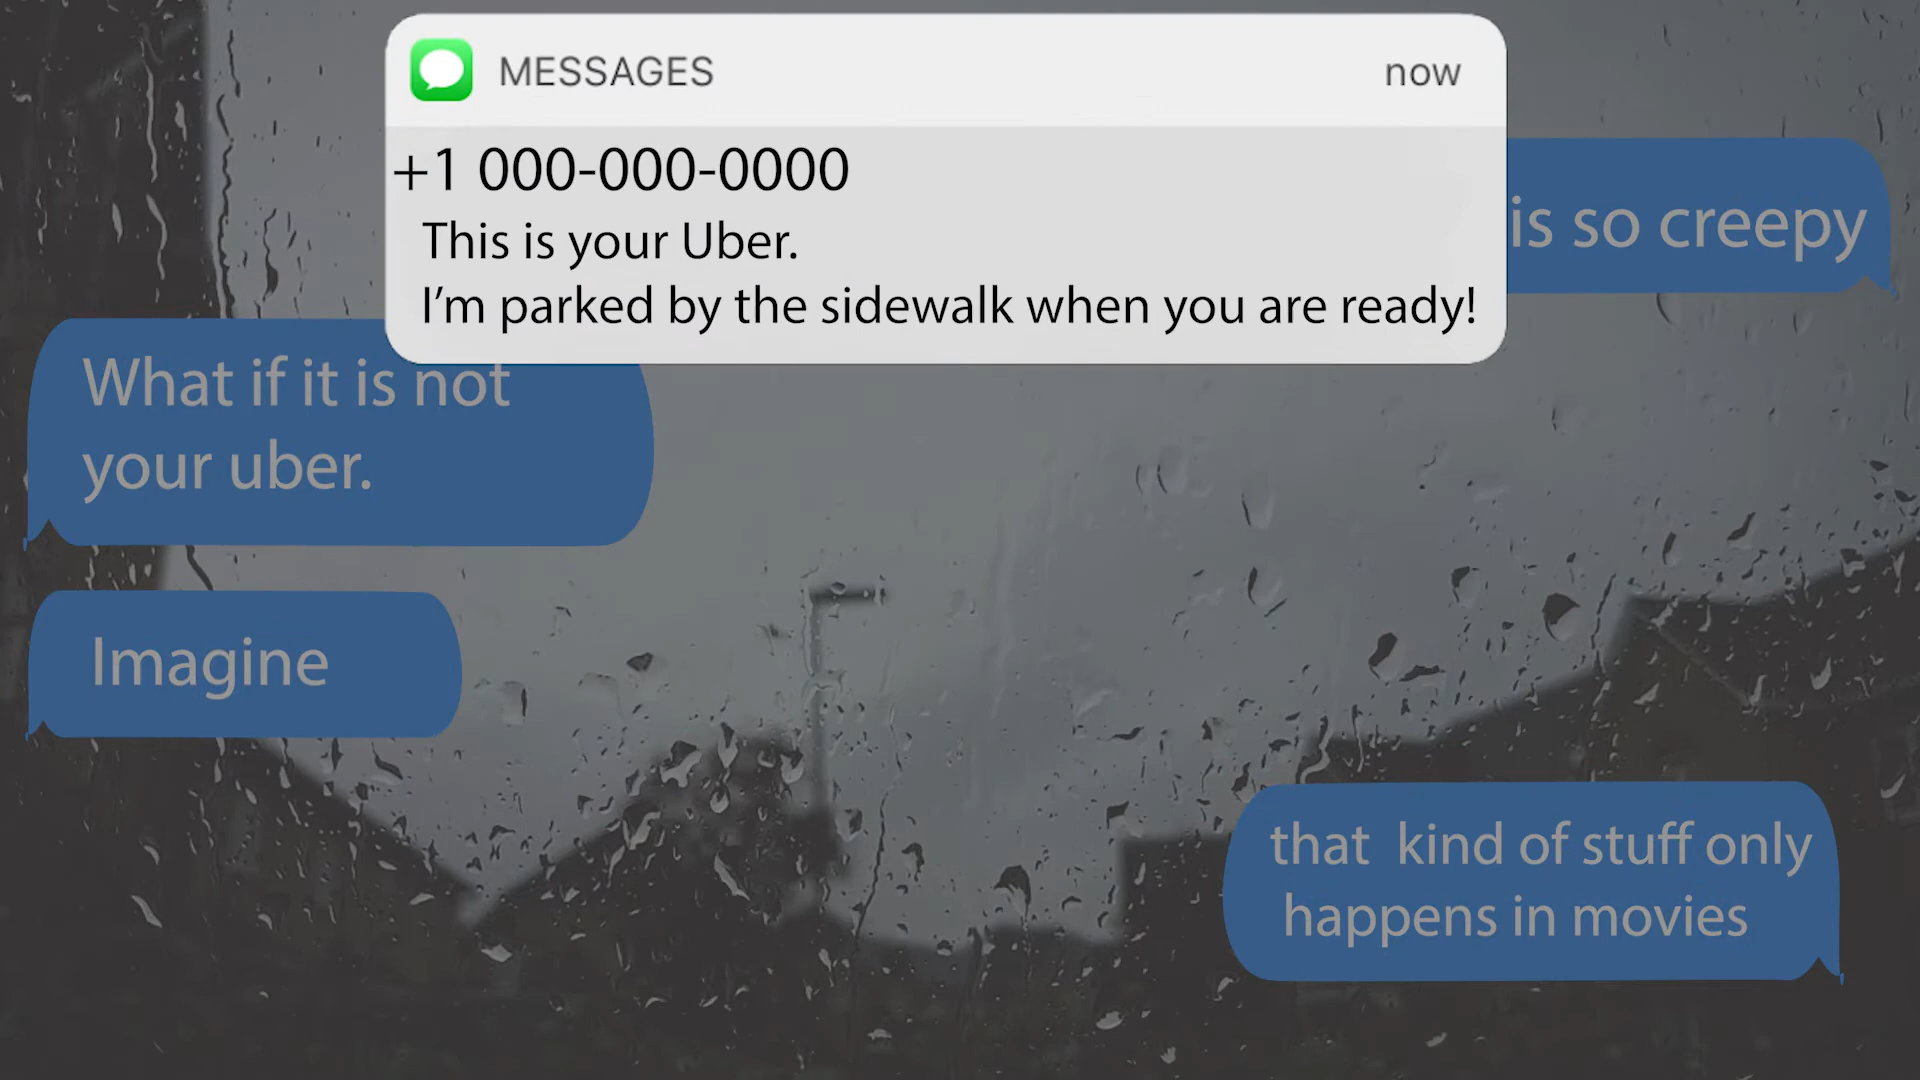 MESSAGES now
+1 000-000-0000
This is your Uber.
I'm parked by the sidewalk when you are ready!
is so creepy
What if it is not
your uber.
Imagine
that kind of stuff only
happens in movies